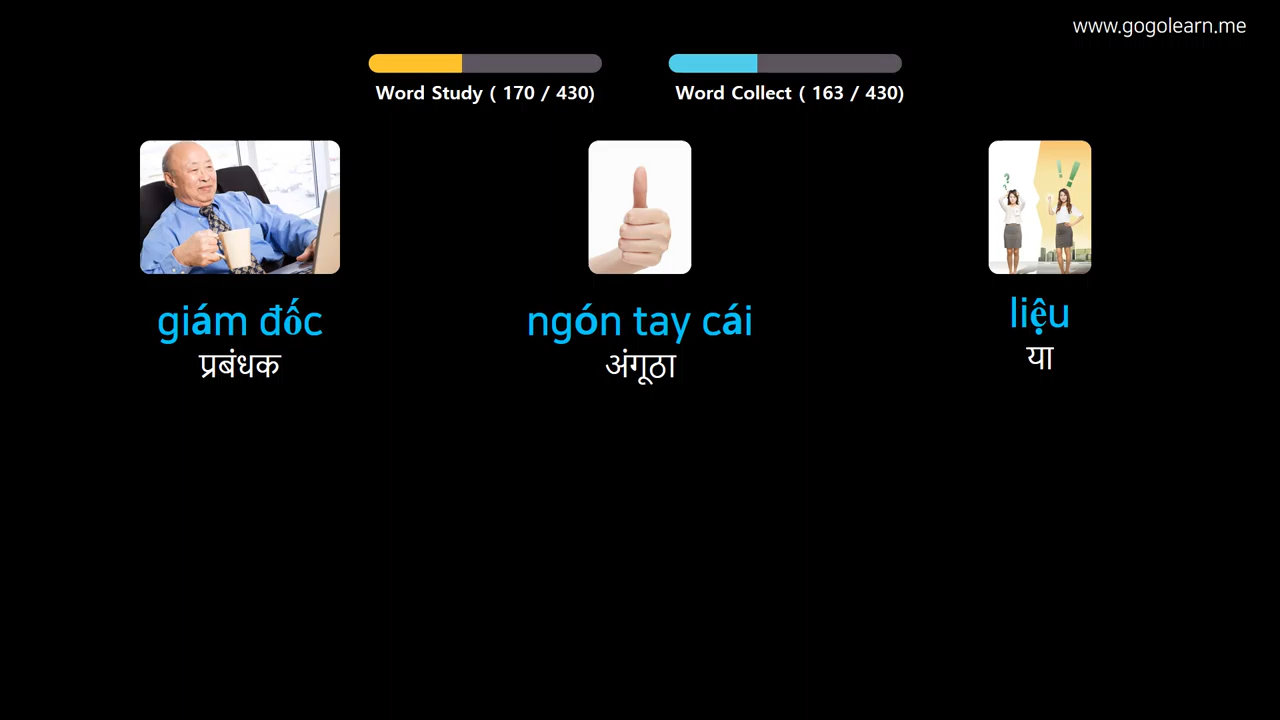 www.gogolearn.me
Word Study ( 170 / 430)
Word Collect ( 163 / 430)
giám đốc
प्रबंधक
ngón tay cái
अंगूठा
liệu
या